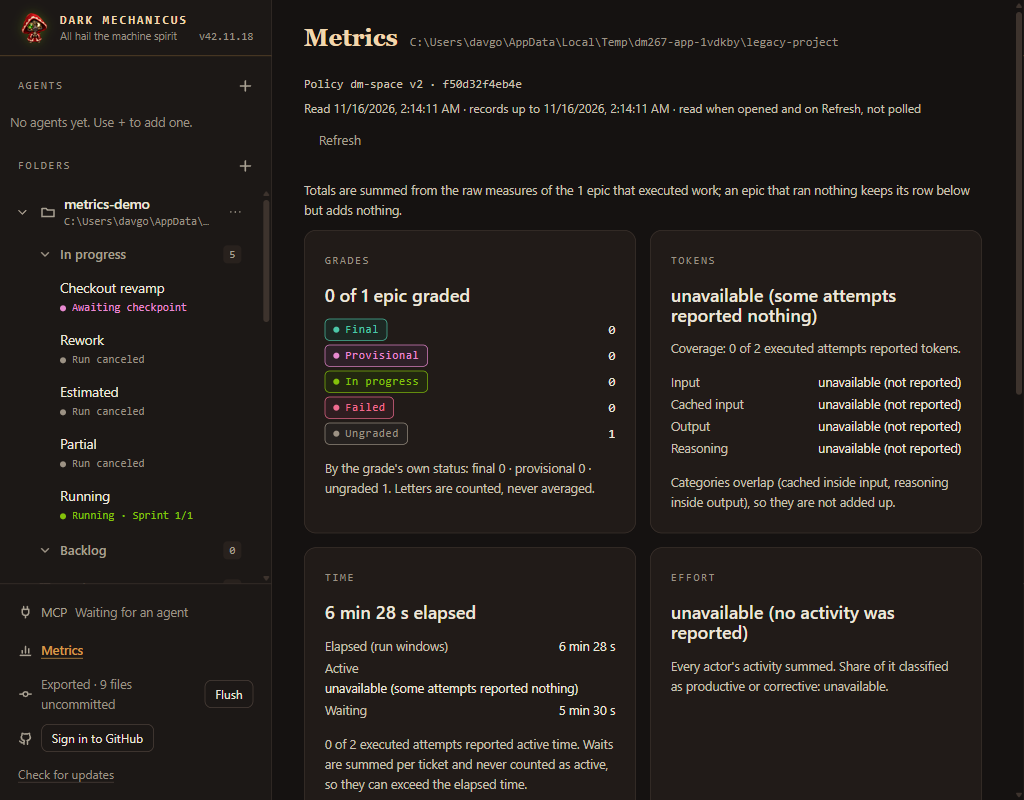 DARK MECHANICUS
All hail the machine spirit v42.11.18
AGENTS
No agents yet. Use + to add one.
FOLDERS
metrics-demo
C:\Users\davgo\AppData\…
In progress 5
Checkout revamp
Awaiting checkpoint
Rework
Run canceled
Estimated
Run canceled
Partial
Run canceled
Running
Running · Sprint 1/1
Backlog 0
MCP Waiting for an agent
Metrics
Exported · 9 files
uncommitted
Flush
Sign in to GitHub
Check for updates
Metrics C:\Users\davgo\AppData\Local\Temp\dm267-app-1vdkby\legacy-project
Policy dm-space v2 · f50d32f4eb4e
Read 11/16/2026, 2:14:11 AM · records up to 11/16/2026, 2:14:11 AM · read when opened and on Refresh, not polled
Refresh
Totals are summed from the raw measures of the 1 epic that executed work; an epic that ran nothing keeps its row below
but adds nothing.
GRADES
0 of 1 epic graded
Final 0
Provisional 0
In progress 0
Failed 0
Ungraded 1
By the grade's own status: final 0 · provisional 0 ·
ungraded 1. Letters are counted, never averaged.
TOKENS
unavailable (some attempts
reported nothing)
Coverage: 0 of 2 executed attempts reported tokens.
Input unavailable (not reported)
Cached input unavailable (not reported)
Output unavailable (not reported)
Reasoning unavailable (not reported)
Categories overlap (cached inside input, reasoning
inside output), so they are not added up.
TIME
6 min 28 s elapsed
Elapsed (run windows) 6 min 28 s
Active
unavailable (some attempts reported nothing)
Waiting 5 min 30 s
0 of 2 executed attempts reported active time. Waits
are summed per ticket and never counted as active,
so they can exceed the elapsed time.
EFFORT
unavailable (no activity was
reported)
Every actor's activity summed. Share of it classified
as productive or corrective: unavailable.